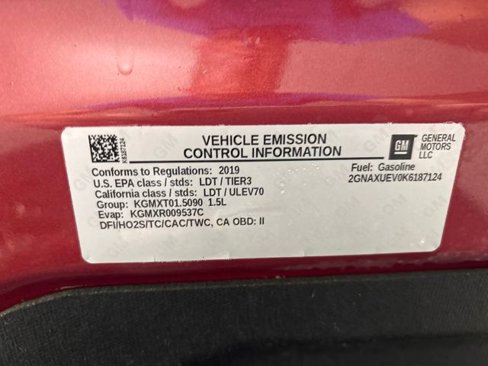 VEHICLE EMISSION
CONTROL INFORMATION
GM
GENERAL
MOTORS
LLC
Conforms to Regulations: 2019
Fuel: Gasoline
U.S. EPA class / stds: LDT / TIER3
2GNAXUEV0K6187124
California class / stds: LDT / ULEV70
Group: KGMXT01.5090 1.5L
Evap: KGMXR009537C
DFI/HO2S/TC/CAC/TWC, CA OBD: II